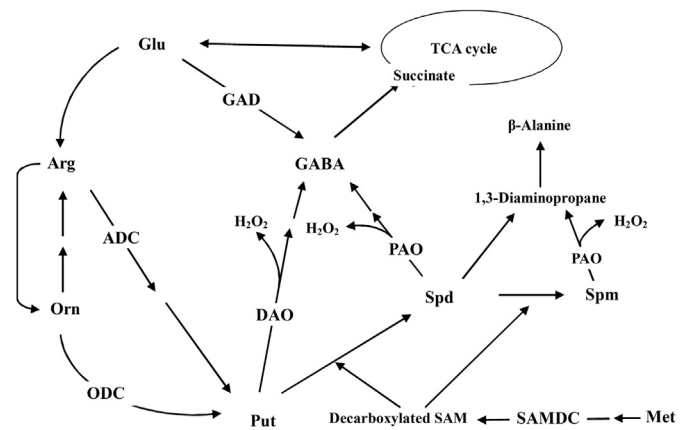 Glu
TCA cycle
Succinate
GAD
β-Alanine
Arg
GABA
1,3-Diaminopropane
H₂O₂
H₂O₂
H₂O₂
ADC
PAO
PAO
Orn
DAO
Spd
Spm
ODC
Put
Decarboxylated SAM
SAMDC
Met